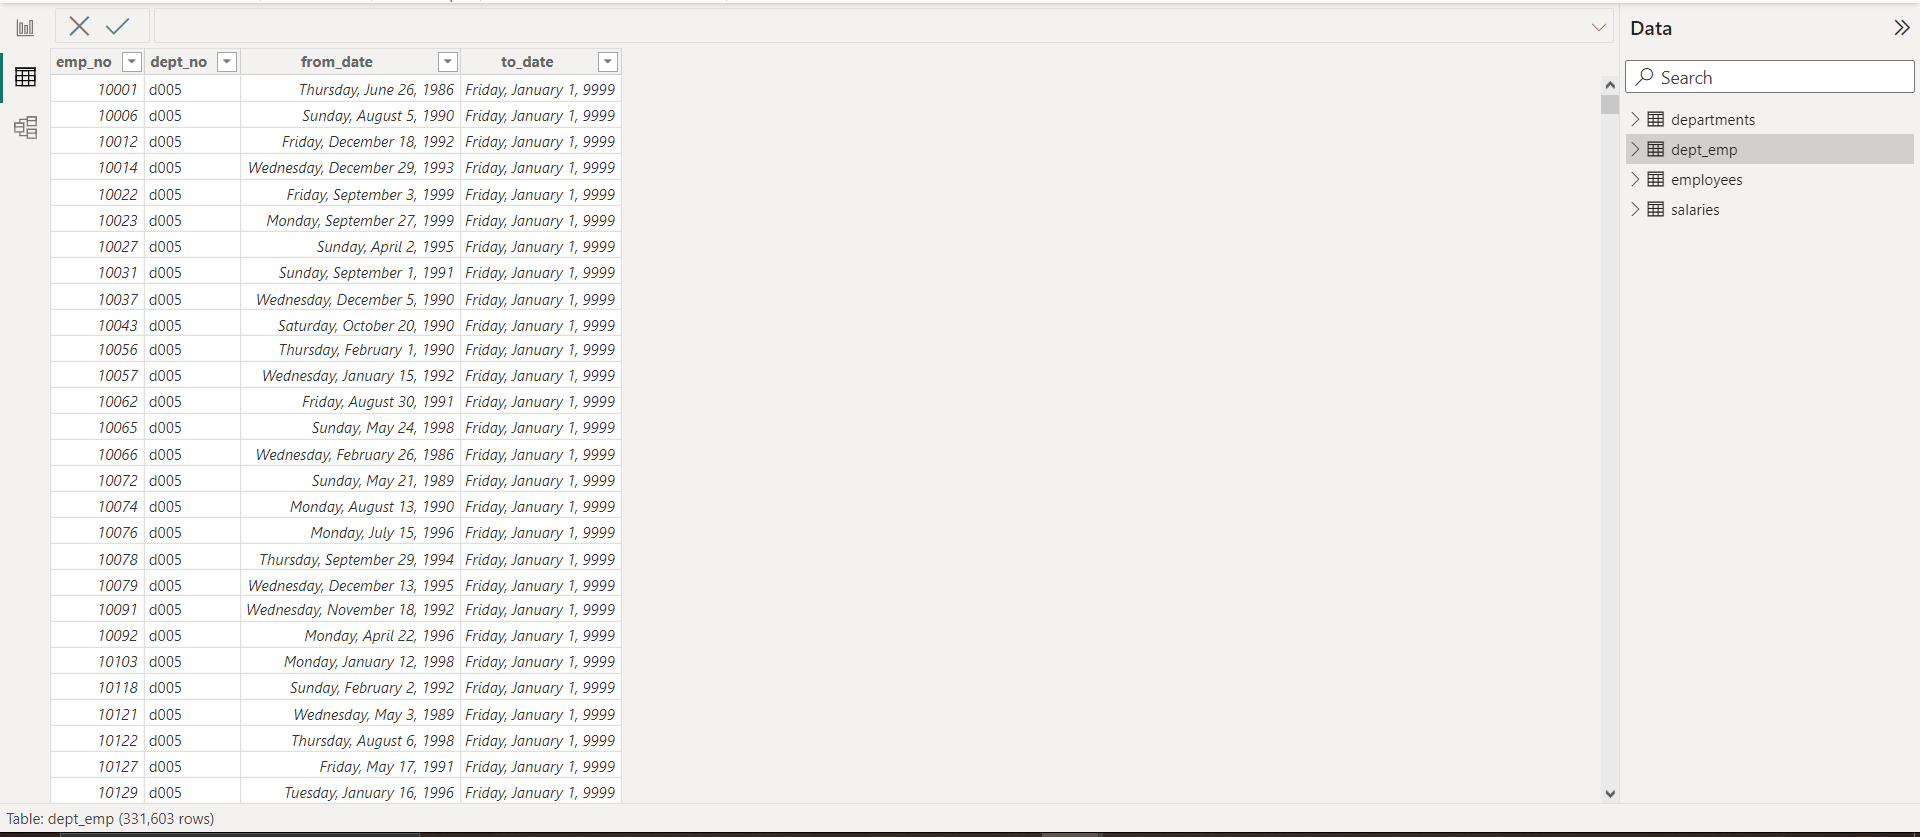 Data
Search
departments
dept_emp
employees
salaries
emp_no dept_no from_date to_date
10001 d005 Thursday, June 26, 1986 Friday, January 1, 9999
10006 d005 Sunday, August 5, 1990 Friday, January 1, 9999
10012 d005 Friday, December 18, 1992 Friday, January 1, 9999
10014 d005 Wednesday, December 29, 1993 Friday, January 1, 9999
10022 d005 Friday, September 3, 1999 Friday, January 1, 9999
10023 d005 Monday, September 27, 1999 Friday, January 1, 9999
10027 d005 Sunday, April 2, 1995 Friday, January 1, 9999
10031 d005 Sunday, September 1, 1991 Friday, January 1, 9999
10037 d005 Wednesday, December 5, 1990 Friday, January 1, 9999
10043 d005 Saturday, October 20, 1990 Friday, January 1, 9999
10056 d005 Thursday, February 1, 1990 Friday, January 1, 9999
10057 d005 Wednesday, January 15, 1992 Friday, January 1, 9999
10062 d005 Friday, August 30, 1991 Friday, January 1, 9999
10065 d005 Sunday, May 24, 1998 Friday, January 1, 9999
10066 d005 Wednesday, February 26, 1986 Friday, January 1, 9999
10072 d005 Sunday, May 21, 1989 Friday, January 1, 9999
10074 d005 Monday, August 13, 1990 Friday, January 1, 9999
10076 d005 Monday, July 15, 1996 Friday, January 1, 9999
10078 d005 Thursday, September 29, 1994 Friday, January 1, 9999
10079 d005 Wednesday, December 13, 1995 Friday, January 1, 9999
10091 d005 Wednesday, November 18, 1992 Friday, January 1, 9999
10092 d005 Monday, April 22, 1996 Friday, January 1, 9999
10103 d005 Monday, January 12, 1998 Friday, January 1, 9999
10118 d005 Sunday, February 2, 1992 Friday, January 1, 9999
10121 d005 Wednesday, May 3, 1989 Friday, January 1, 9999
10122 d005 Thursday, August 6, 1998 Friday, January 1, 9999
10127 d005 Friday, May 17, 1991 Friday, January 1, 9999
10129 d005 Tuesday, January 16, 1996 Friday, January 1, 9999
Table: dept_emp (331,603 rows)